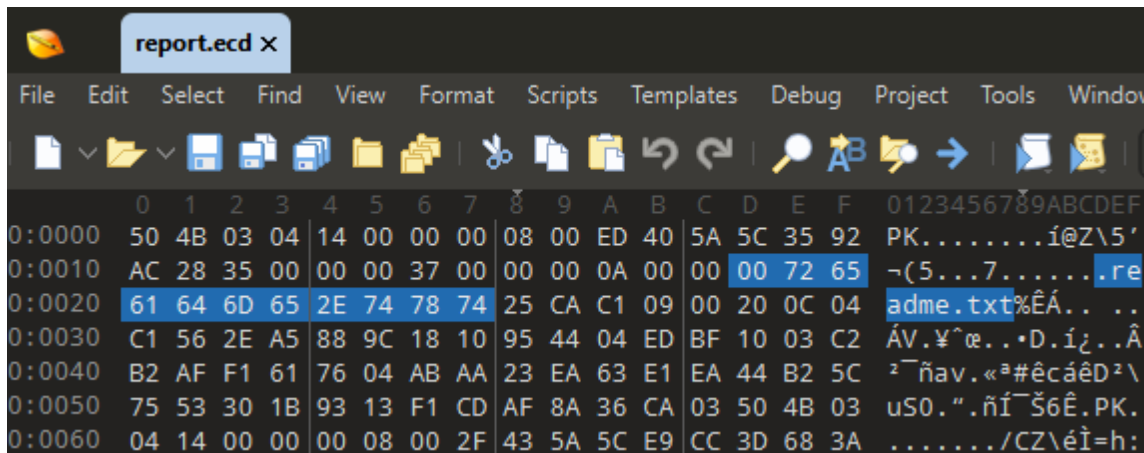 report.ecd ×
File Edit Select Find View Format Scripts Templates Debug Project Tools Window
0 1 2 3 4 5 6 7 8 9 A B C D E F 0123456789ABCDEF
0:0000 50 4B 03 04 14 00 00 00 08 00 ED 40 5A 5C 35 92 PK........í@Z\5’
0:0010 AC 28 35 00 00 00 37 00 00 00 0A 00 00 00 72 65 ¬(5...7.......re
0:0020 61 64 6D 65 2E 74 78 74 25 CA C1 09 00 20 0C 04 adme.txt%ÊÁ.. ..
0:0030 C1 56 2E A5 88 9C 18 10 95 44 04 ED BF 10 03 C2 ÁV.¥ˆœ..•D.í¿..Â
0:0040 B2 AF F1 61 76 04 AB AA 23 EA 63 E1 EA 44 B2 5C ²¯ñav.«ª#êcáêD²\
0:0050 75 53 30 1B 93 13 F1 CD AF 8A 36 CA 03 50 4B 03 uS0.“.ñÍ¯Š6Ê.PK.
0:0060 04 14 00 00 00 08 00 2F 43 5A 5C E9 CC 3D 68 3A ......./CZ\éÌ=h: